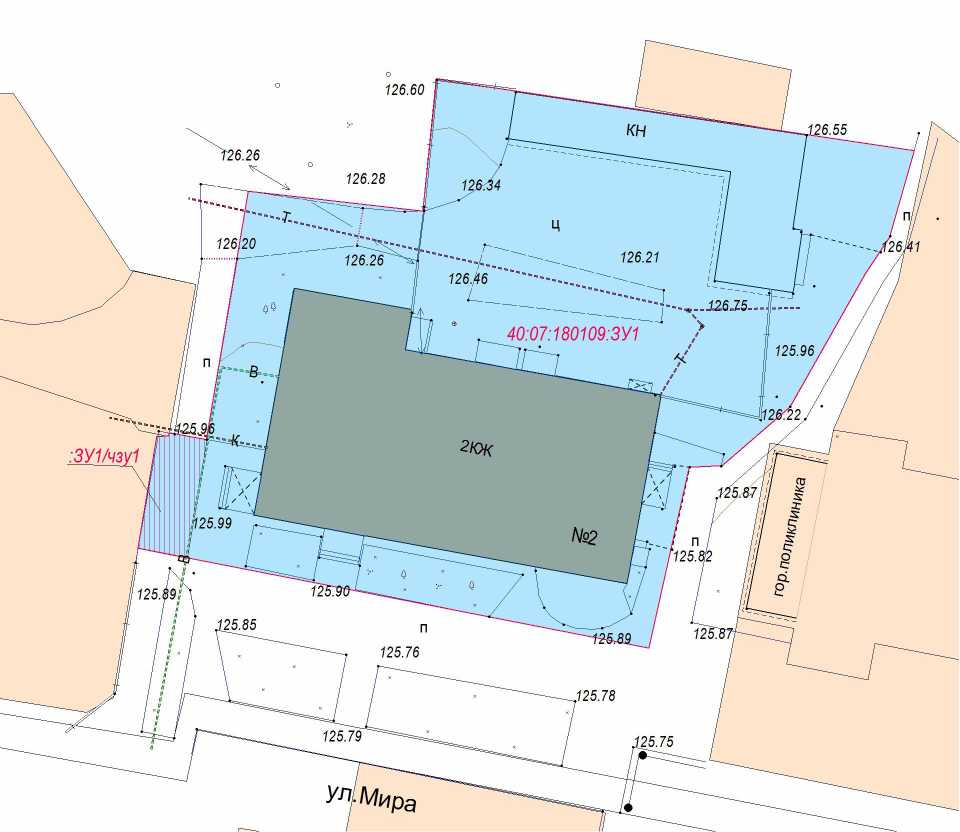 126.60
126.55
КН
126.26
126.28
126.34
п
Ц
Т
126.20
126.26
126.46
126.21
126.41
126.75
40:07:180109:ЗУ1
125.96
Т
п
В
126.22
125.96
К
2КЖ
:ЗУ1/чзу1
125.87
гор.поликлиника
125.99
№2
п
125.82
В
125.89
125.90
п
125.89
125.87
125.85
125.76
125.78
125.79
125.75
ул.Мира